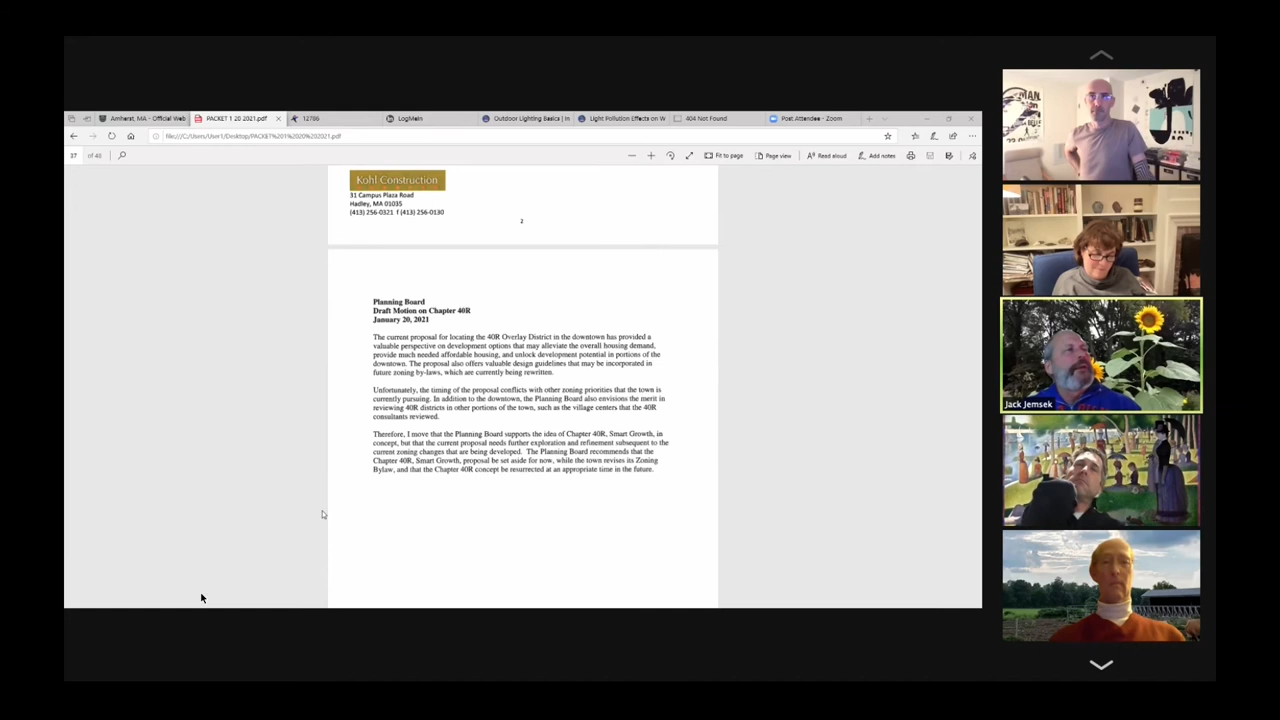 Amherst, MA - Official Web
PACKET 1 20 2021.pdf
12786
LogMein
Outdoor Lighting Basics | In
Light Pollution Effects on W
404 Not Found
Post Attendee - Zoom
file:///C:/Users/User1/Desktop/PACKET%201%2020%202021.pdf
37 of 48
Fit to page
Page view
Read aloud
Add notes
Kohl Construction
31 Campus Plaza Road
Hadley, MA 01035
(413) 256-0321 f (413) 256-0130
2
Planning Board
Draft Motion on Chapter 40R
January 20, 2021
The current proposal for locating the 40R Overlay District in the downtown has provided a
valuable perspective on development options that may alleviate the overall housing demand,
provide much needed affordable housing, and unlock development potential in portions of the
downtown. The proposal also offers valuable design guidelines that may be incorporated in
future zoning by-laws, which are currently being rewritten.
Unfortunately, the timing of the proposal conflicts with other zoning priorities that the town is
currently pursuing. In addition to the downtown, the Planning Board also envisions the merit in
reviewing 40R districts in other portions of the town, such as the village centers that the 40R
consultants reviewed.
Therefore, I move that the Planning Board supports the idea of Chapter 40R, Smart Growth, in
concept, but that the current proposal needs further exploration and refinement subsequent to the
current zoning changes that are being developed. The Planning Board recommends that the
Chapter 40R, Smart Growth, proposal be set aside for now, while the town revises its Zoning
Bylaw, and that the Chapter 40R concept be resurrected at an appropriate time in the future.
MAN
Jack Jemsek